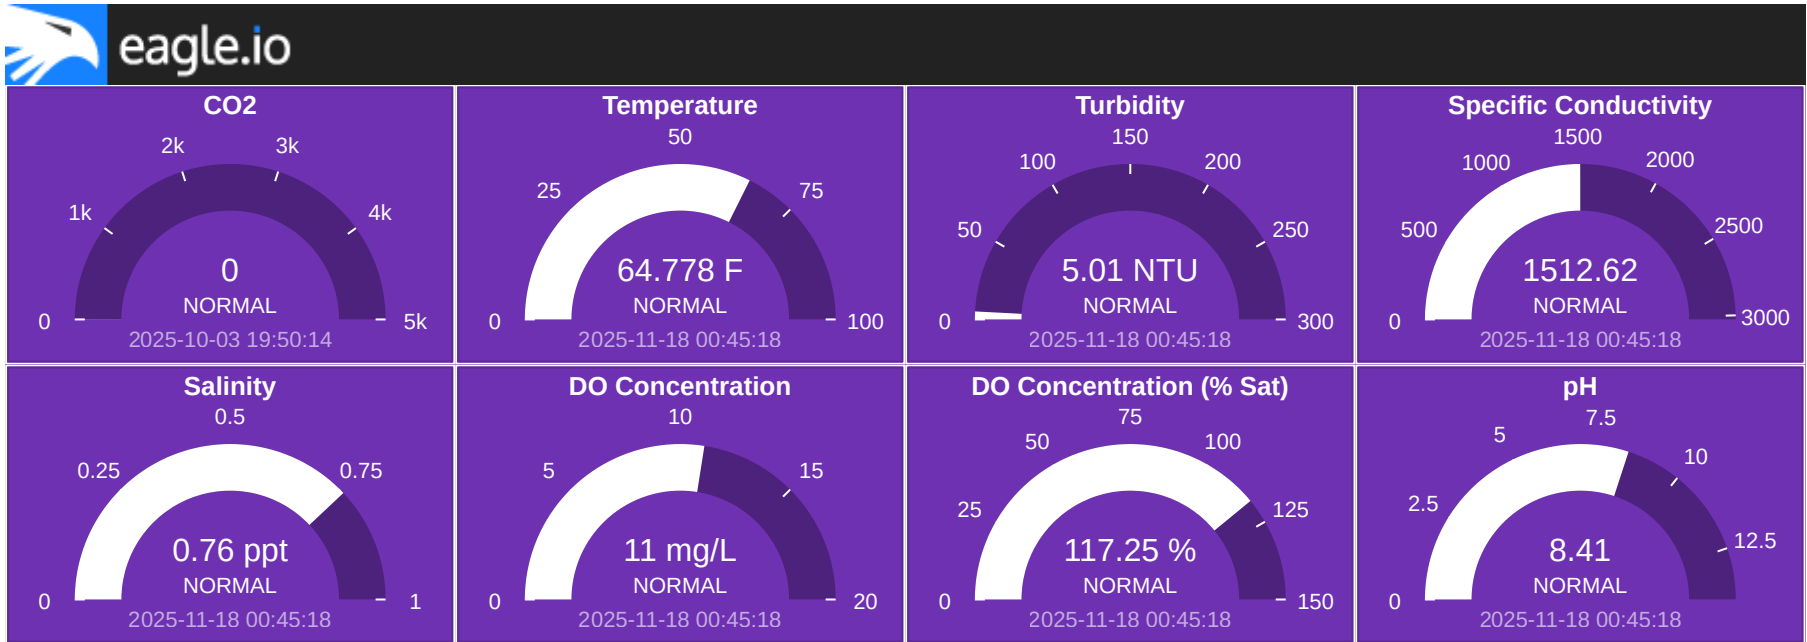 eagle.io
CO2
2k
3k
1k
4k
0
NORMAL
0
5k
2025-10-03 19:50:14
Temperature
50
25
75
64.778 F
NORMAL
0
100
2025-11-18 00:45:18
Turbidity
150
100
200
50
250
5.01 NTU
NORMAL
0
300
2025-11-18 00:45:18
Specific Conductivity
1500
1000
2000
500
2500
1512.62
NORMAL
0
3000
2025-11-18 00:45:18
Salinity
0.5
0.25
0.75
0.76 ppt
NORMAL
0
1
2025-11-18 00:45:18
DO Concentration
10
5
15
11 mg/L
NORMAL
0
20
2025-11-18 00:45:18
DO Concentration (% Sat)
75
50
100
25
125
117.25 %
NORMAL
0
150
2025-11-18 00:45:18
pH
7.5
5
10
2.5
12.5
8.41
NORMAL
0
2025-11-18 00:45:18